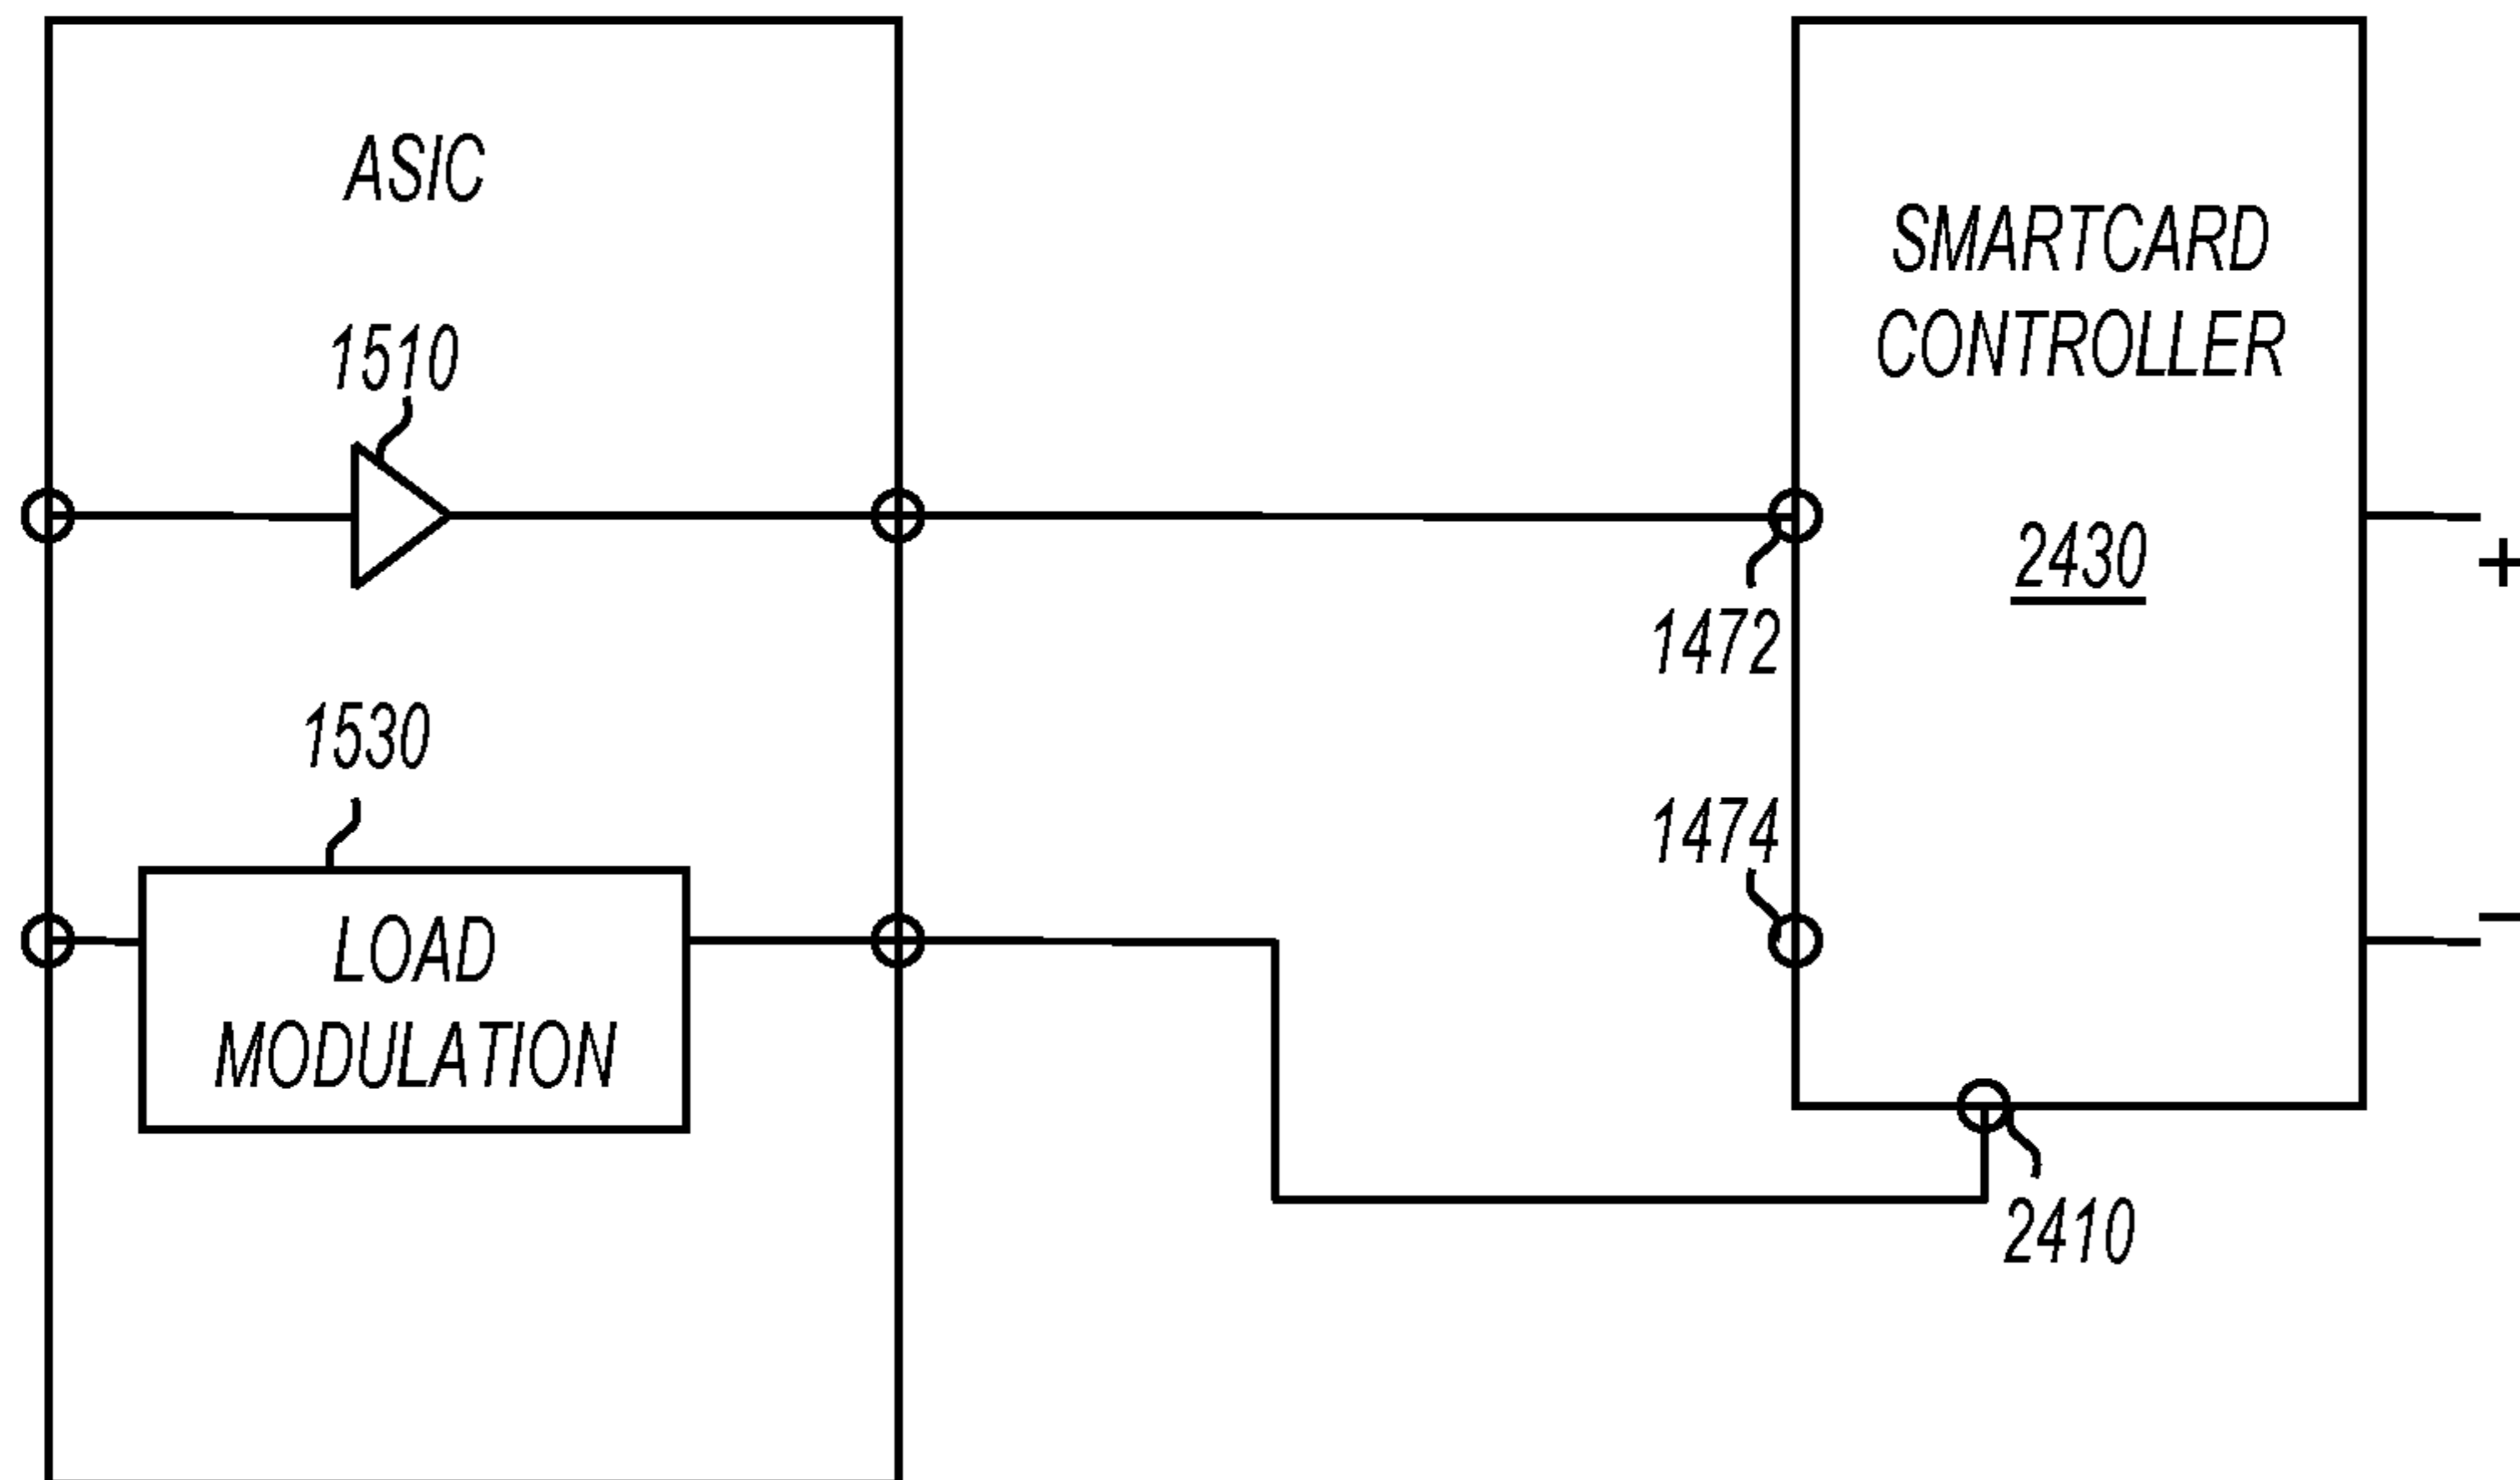 ASIC
SMARTCARD
CONTROLLER
1510
2430
+
1472
1530
1474
LOAD
MODULATION
−
2410